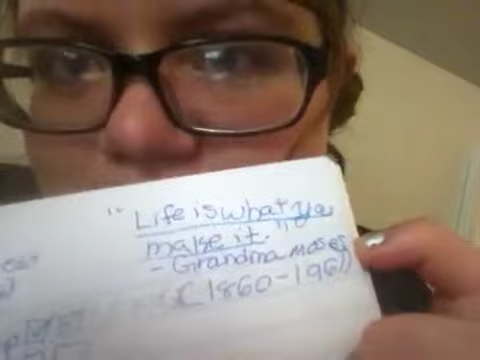 "Life is what you
make it."
- Grandma Moses
(1860-1961)